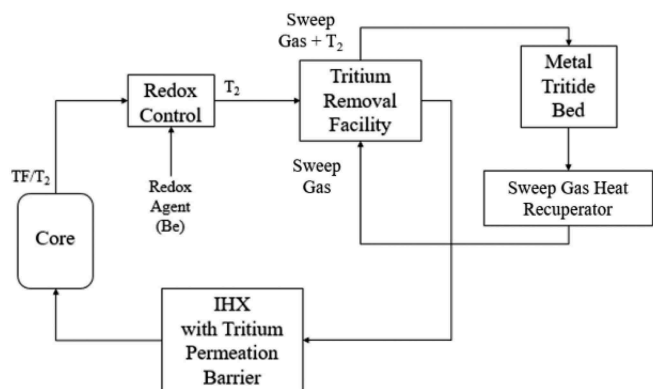 Sweep
Gas + T₂
Metal
Tritide
Bed
Redox
Control
T₂
Tritium
Removal
Facility
TF/T₂
Redox
Agent
(Be)
Sweep
Gas
Sweep Gas Heat
Recuperator
Core
IHX
with Tritium
Permeation
Barrier